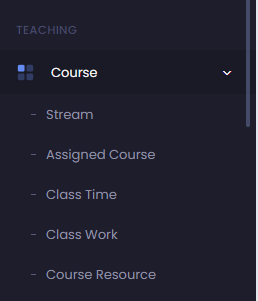 TEACHING
Course
- Stream
- Assigned Course
- Class Time
- Class Work
- Course Resource